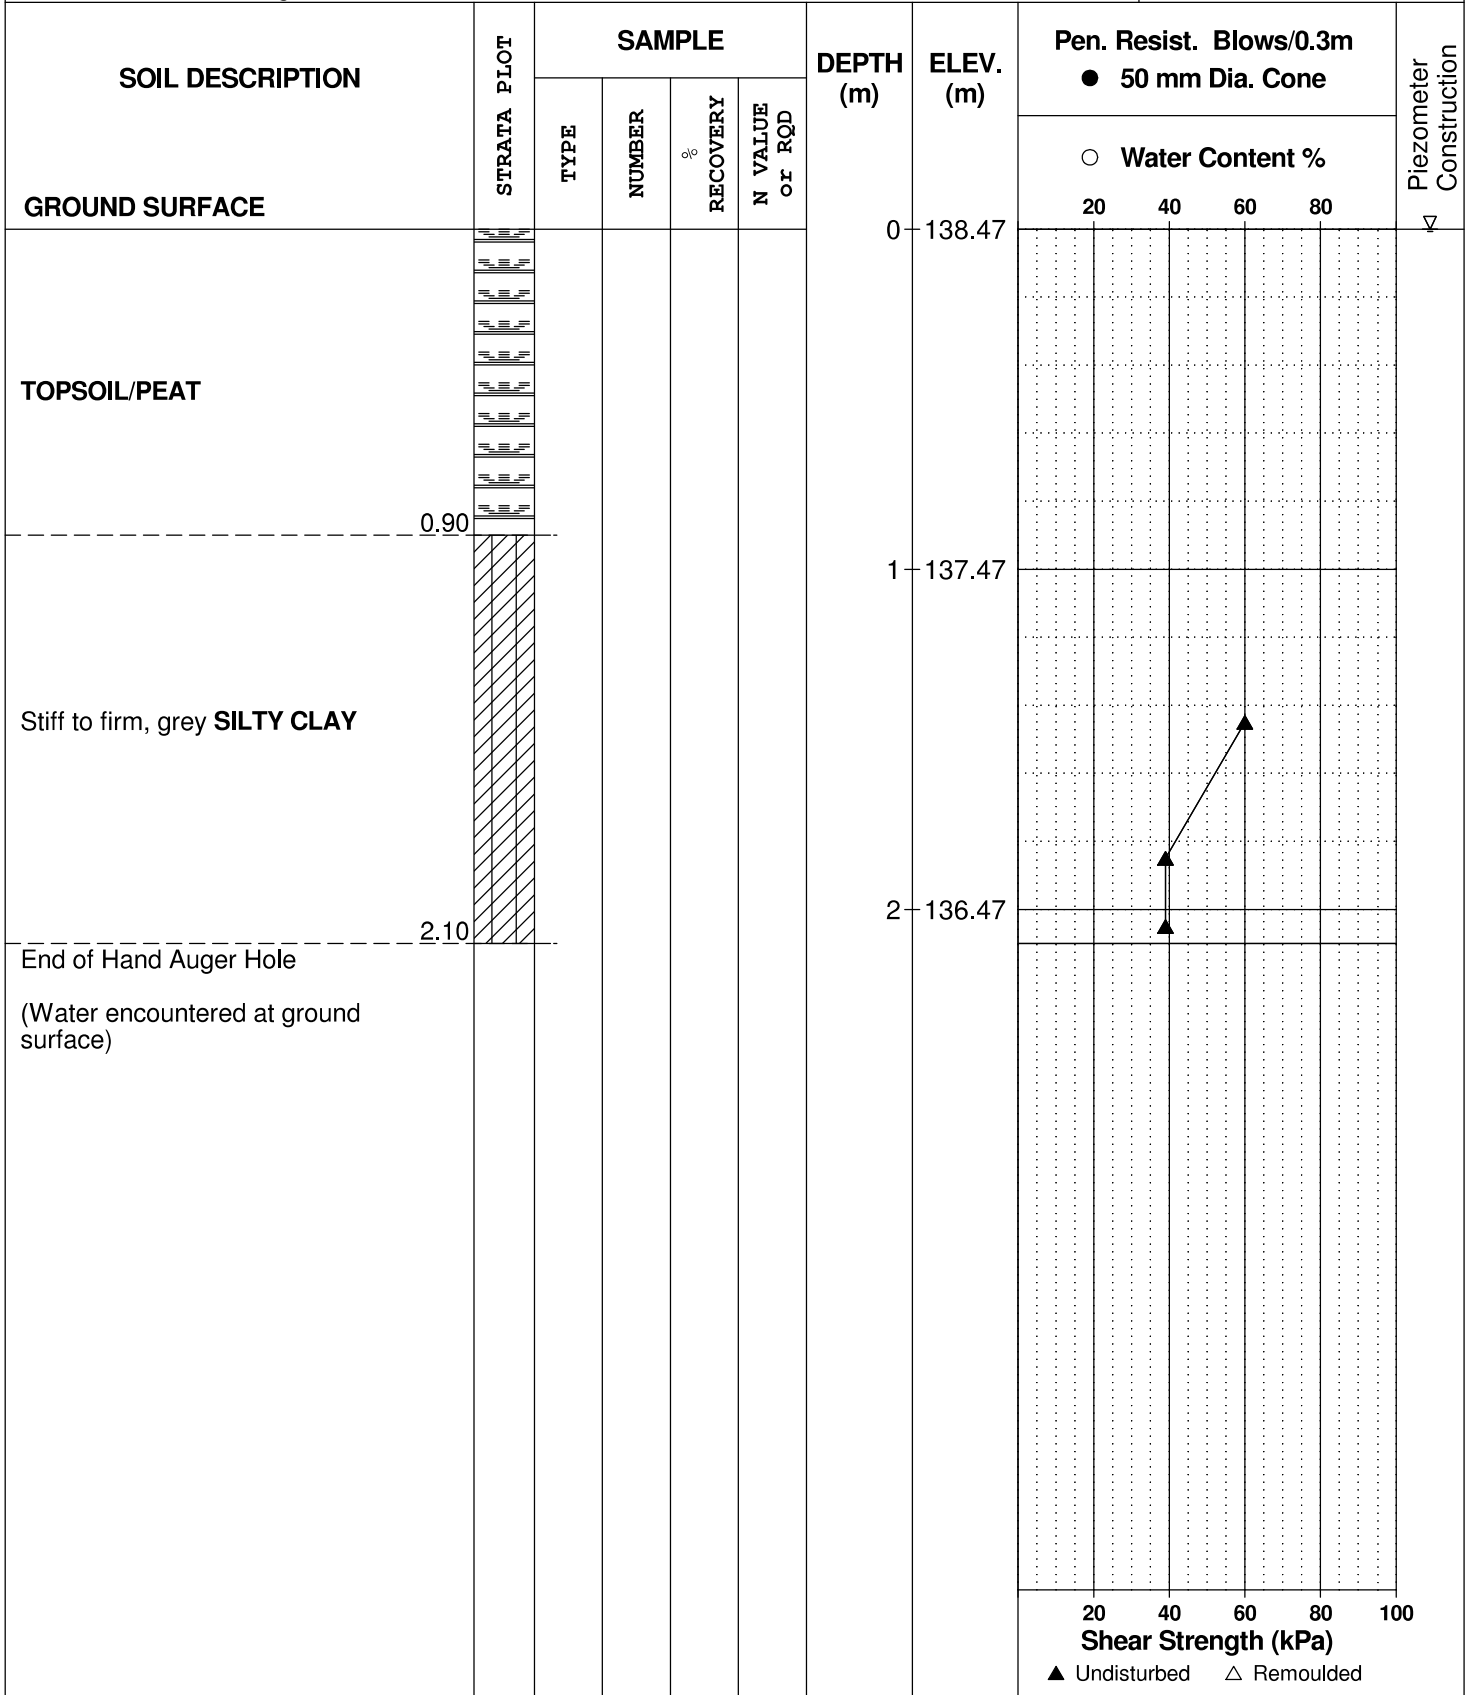 SOIL DESCRIPTION
GROUND SURFACE
STRATA PLOT
SAMPLE
TYPE
NUMBER
%
RECOVERY
N VALUE
or RQD
DEPTH
(m)
ELEV.
(m)
Pen. Resist. Blows/0.3m
● 50 mm Dia. Cone
○ Water Content %
20 40 60 80
Piezometer
Construction
0 138.47
TOPSOIL/PEAT
0.90
1 137.47
Stiff to firm, grey SILTY CLAY
2 136.47
2.10
End of Hand Auger Hole
(Water encountered at ground
surface)
20 40 60 80 100
Shear Strength (kPa)
▲ Undisturbed △ Remoulded